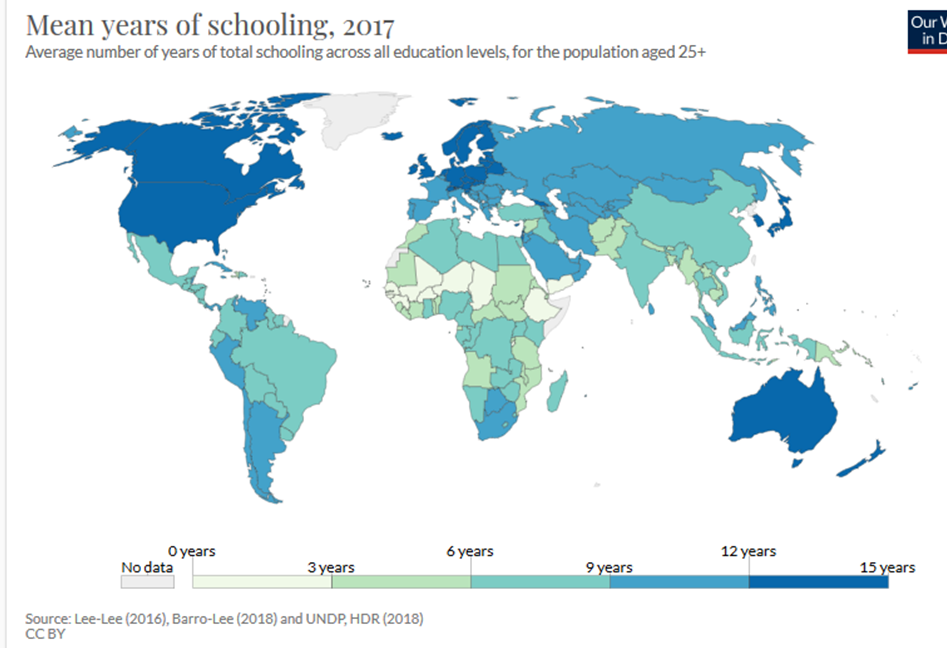 Mean years of schooling, 2017
Average number of years of total schooling across all education levels, for the population aged 25+
Our W
in D
0 years 6 years 12 years
No data 3 years 9 years 15 years
Source: Lee-Lee (2016), Barro-Lee (2018) and UNDP, HDR (2018)
CC BY